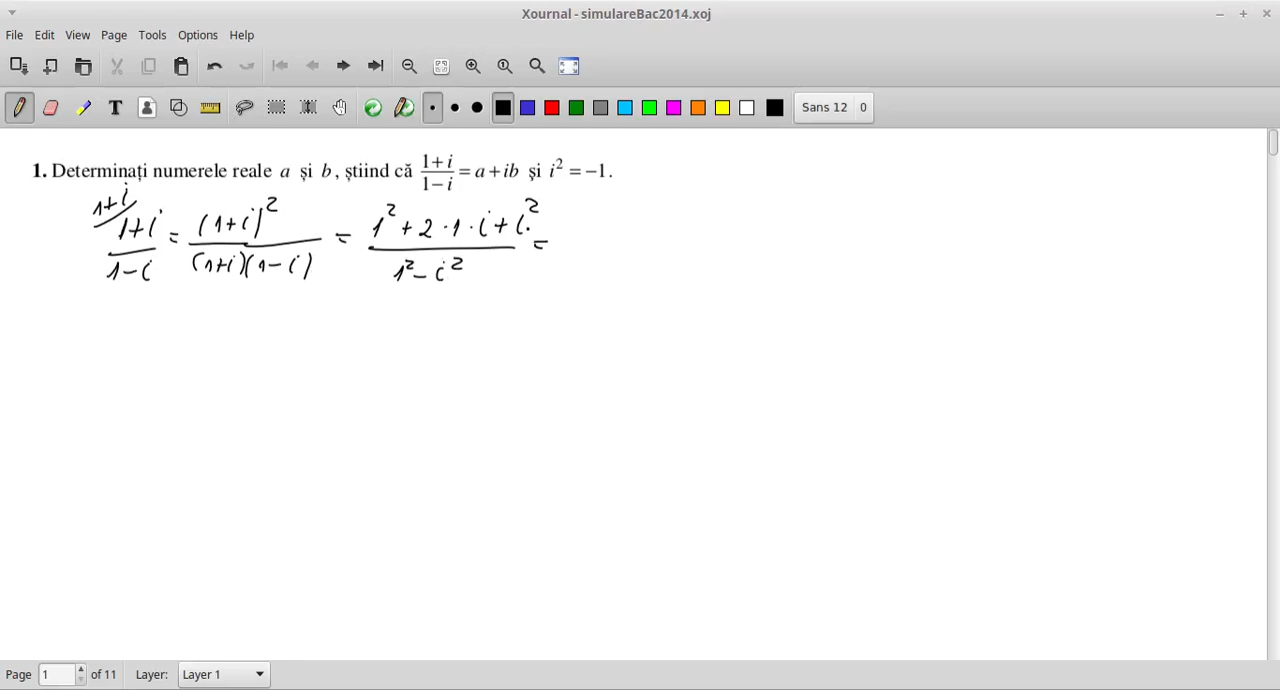 Xournal - simulareBac2014.xoj
File Edit View Page Tools Options Help
Sans 12 0
1. Determinați numerele reale a și b, știind că (1+i)/(1−i) = a + ib și i² = −1.
1+i/ (1+i)/(1−i) = (1+i)²/((1+i)(1−i)) = (1² + 2·1·i + i²)/(1² − i²) =
Page 1 of 11 Layer: Layer 1